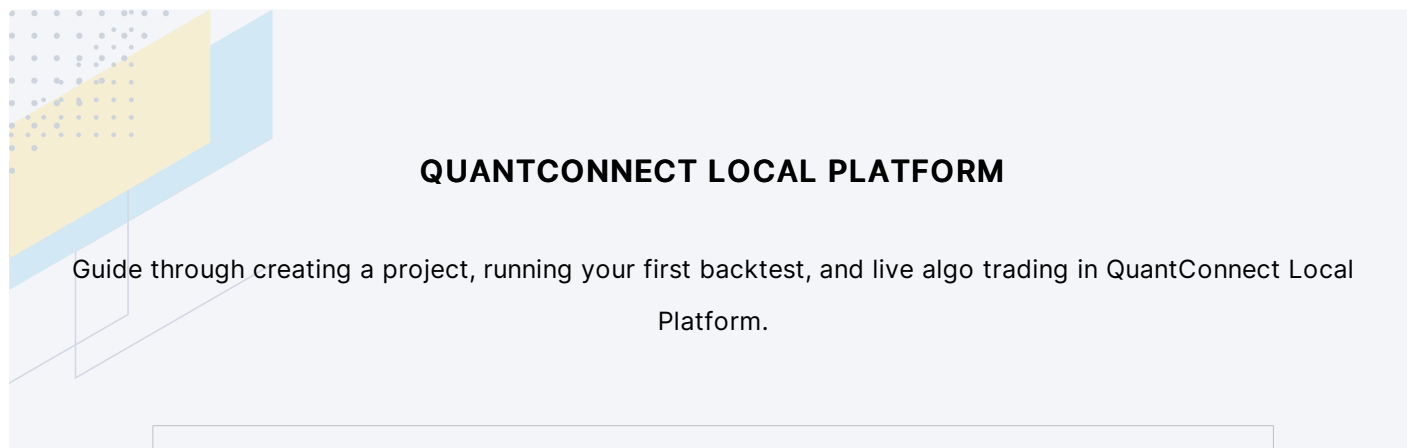 QUANTCONNECT LOCAL PLATFORM
Guide through creating a project, running your first backtest, and live algo trading in QuantConnect Local
Platform.